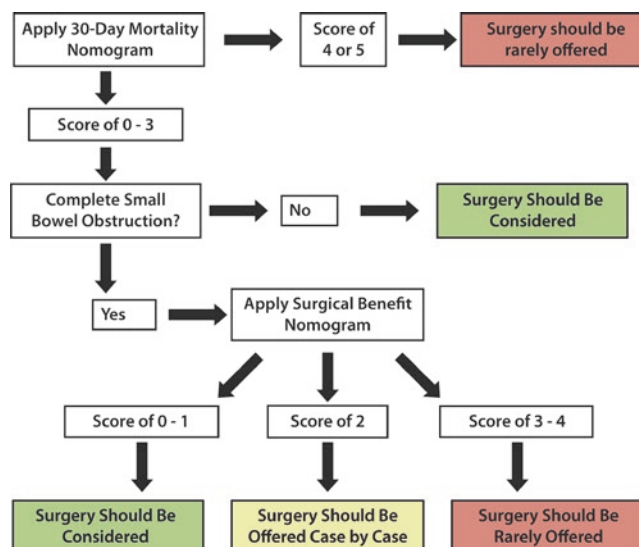 Apply 30-Day Mortality
Nomogram
Score of
4 or 5
Surgery should be
rarely offered
Score of 0 - 3
Complete Small
Bowel Obstruction?
No
Surgery Should Be
Considered
Yes
Apply Surgical Benefit
Nomogram
Score of 0 - 1
Score of 2
Score of 3 - 4
Surgery Should Be
Considered
Surgery Should Be
Offered Case by Case
Surgery Should Be
Rarely Offered